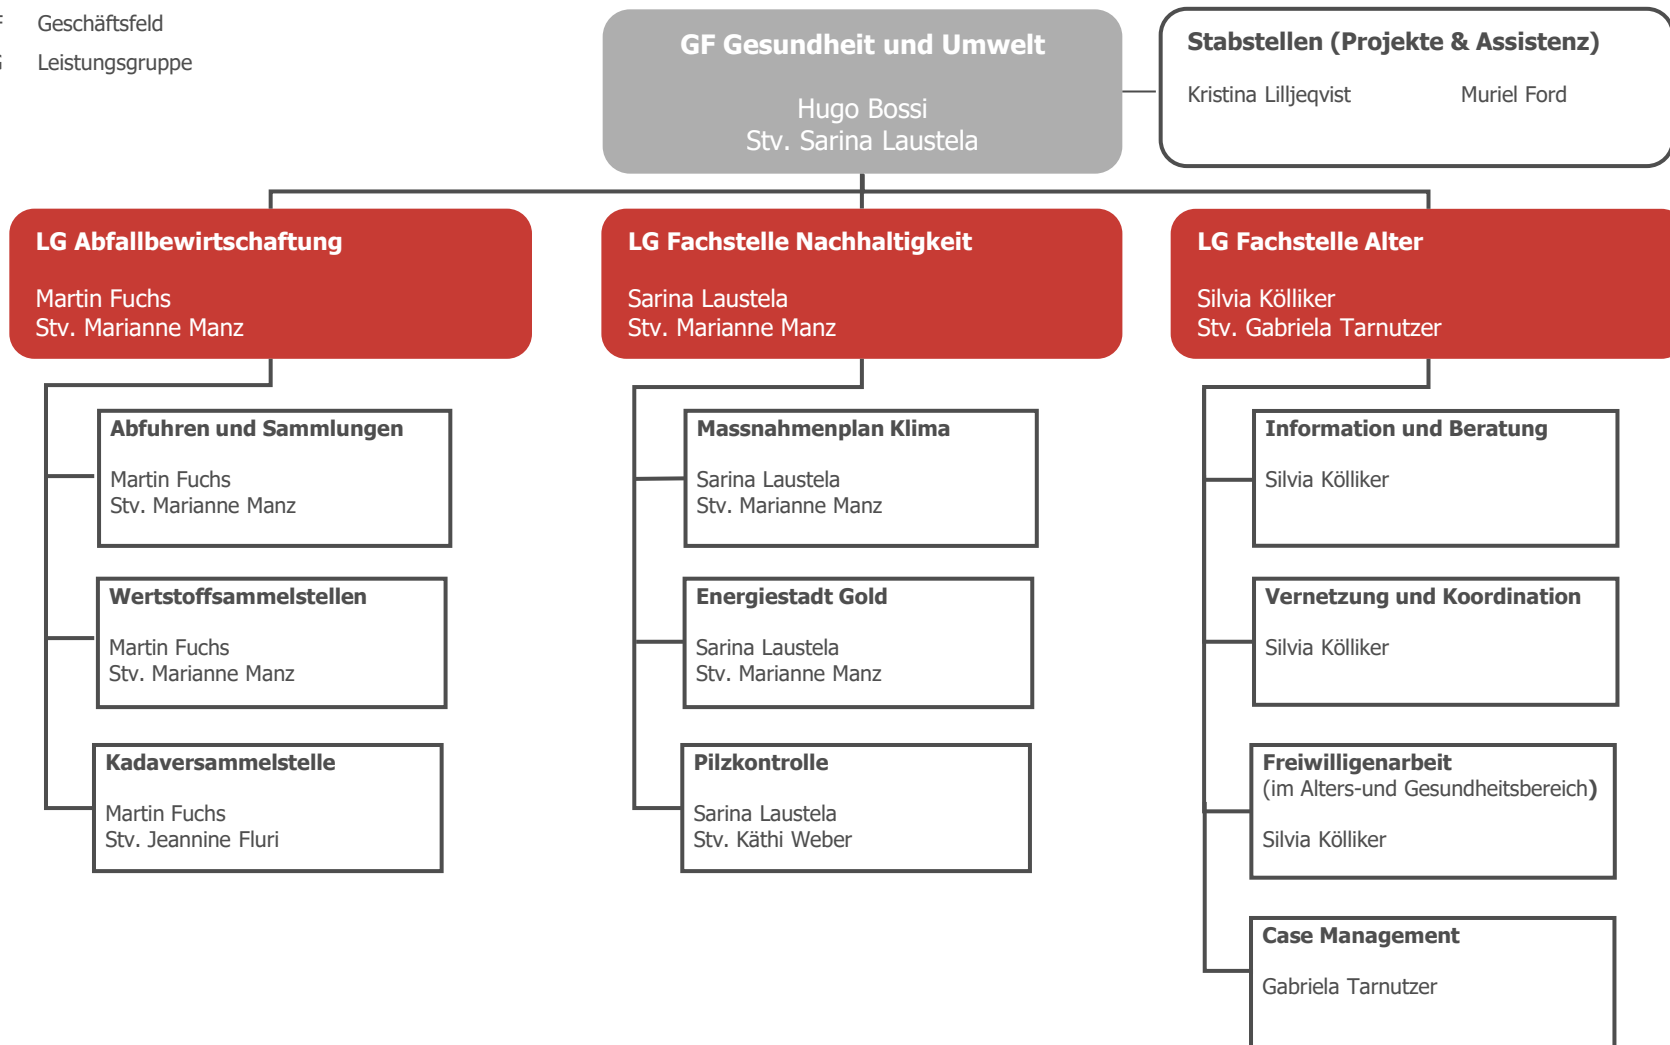 Geschäftsfeld
Leistungsgruppe
GF Gesundheit und Umwelt
Hugo Bossi
Stv. Sarina Laustela
Stabstellen (Projekte & Assistenz)
Kristina Lilljeqvist Muriel Ford
LG Abfallbewirtschaftung
Martin Fuchs
Stv. Marianne Manz
LG Fachstelle Nachhaltigkeit
Sarina Laustela
Stv. Marianne Manz
LG Fachstelle Alter
Silvia Kölliker
Stv. Gabriela Tarnutzer
Abfuhren und Sammlungen
Martin Fuchs
Stv. Marianne Manz
Wertstoffsammelstellen
Martin Fuchs
Stv. Marianne Manz
Kadaversammelstelle
Martin Fuchs
Stv. Jeannine Fluri
Massnahmenplan Klima
Sarina Laustela
Stv. Marianne Manz
Energiestadt Gold
Sarina Laustela
Stv. Marianne Manz
Pilzkontrolle
Sarina Laustela
Stv. Käthi Weber
Information und Beratung
Silvia Kölliker
Vernetzung und Koordination
Silvia Kölliker
Freiwilligenarbeit
(im Alters-und Gesundheitsbereich)
Silvia Kölliker
Case Management
Gabriela Tarnutzer